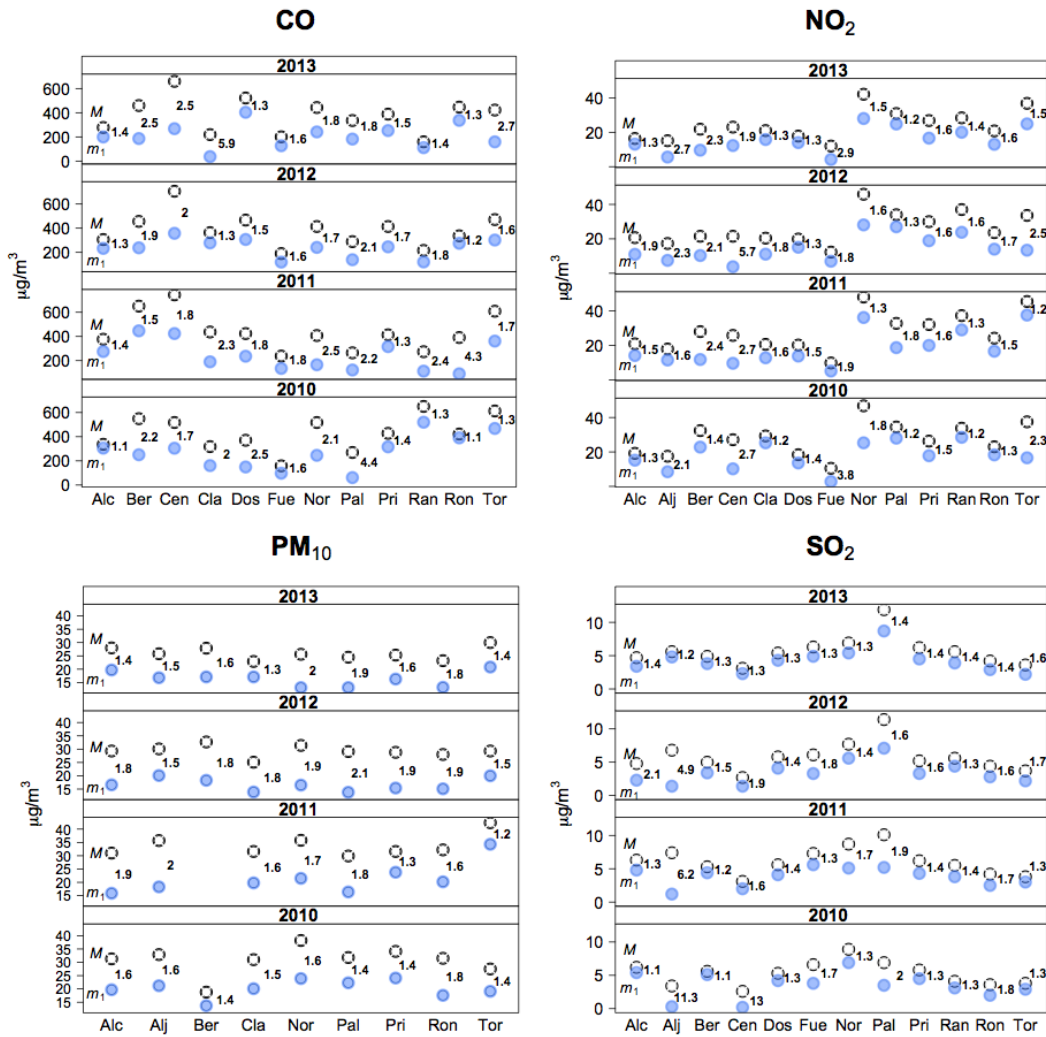 CO
µg/m³
2013
600
400
200
0
M
m₁
1.4 2.5 2.5 5.9 1.3 1.6 1.8 1.8 1.5 1.4 1.3 2.7
2012
600
400
200
M
m₁
1.3 1.9 2 1.3 1.5 1.6 1.7 2.1 1.7 1.8 1.2 1.6
2011
600
400
200
M
m₁
1.4 1.5 1.8 2.3 1.8 1.8 2.5 2.2 1.3 2.4 4.3 1.7
2010
600
400
200
0
M
m₁
1.1 2.2 1.7 2 2.5 1.6 2.1 4.4 1.4 1.3 1.1 1.3
Alc Ber Cen Cla Dos Fue Nor Pal Pri Ran Ron Tor
NO₂
µg/m³
2013
40
20
M
m₁
1.3 2.7 2.3 1.9 1.3 1.3 2.9 1.5 1.2 1.6 1.4 1.6 1.5
2012
40
20
M
m₁
1.9 2.3 2.1 5.7 1.8 1.3 1.8 1.6 1.3 1.6 1.6 1.7 2.5
2011
40
20
M
m₁
1.5 1.6 2.4 2.7 1.6 1.5 1.9 1.3 1.8 1.6 1.3 1.5 1.2
2010
40
20
M
m₁
1.3 2.1 1.4 2.7 1.2 1.4 3.8 1.8 1.2 1.5 1.2 1.3 2.3
Alc Alj Ber Cen Cla Dos Fue Nor Pal Pri Ran Ron Tor
PM₁₀
µg/m³
2013
40
35
30
25
20
15
M
m₁
1.4 1.5 1.6 1.3 2 1.9 1.6 1.8 1.4
2012
40
35
30
25
20
15
M
m₁
1.8 1.5 1.8 1.8 1.9 2.1 1.9 1.9 1.5
2011
40
35
30
25
20
15
M
m₁
1.9 2 1.6 1.7 1.8 1.3 1.6 1.2
2010
40
35
30
25
20
15
M
m₁
1.6 1.6 1.4 1.5 1.6 1.4 1.4 1.8 1.4
Alc Alj Ber Cla Nor Pal Pri Ron Tor
SO₂
µg/m³
2013
10
5
0
M
m₁
1.4 1.2 1.3 1.3 1.3 1.3 1.3 1.4 1.4 1.4 1.4 1.6
2012
10
5
0
M
m₁
2.1 4.9 1.5 1.9 1.4 1.8 1.4 1.6 1.6 1.3 1.6 1.7
2011
10
5
0
M
m₁
1.3 6.2 1.2 1.6 1.4 1.3 1.7 1.9 1.4 1.4 1.7 1.3
2010
10
5
0
M
m₁
1.1 11.3 1.1 13 1.3 1.7 1.3 2 1.3 1.3 1.8 1.3
Alc Alj Ber Cen Dos Fue Nor Pal Pri Ran Ron Tor